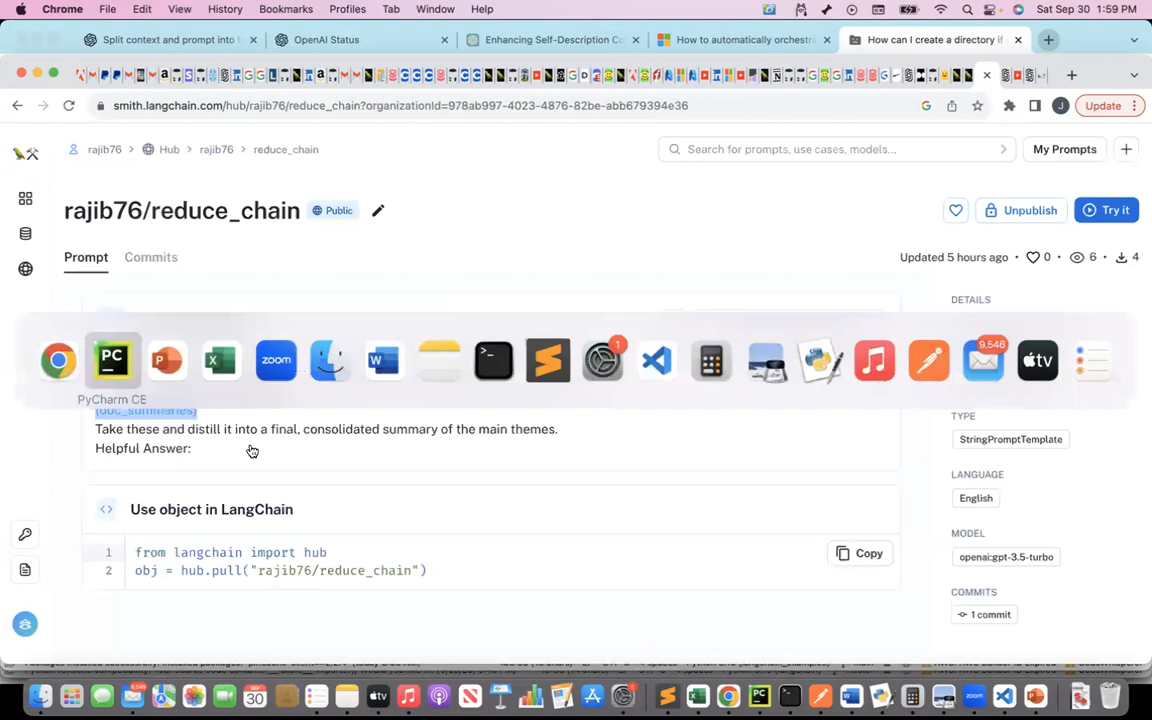 Chrome File Edit View History Bookmarks Profiles Tab Window Help Sat Sep 30 1:59 PM
Split context and prompt into t
OpenAI Status
Enhancing Self-Description Co
How to automatically orchestr
How can I create a directory if
smith.langchain.com/hub/rajib76/reduce_chain?organizationId=978ab997-4023-4876-82be-abb679394e36
J
Update
rajib76 > Hub > rajib76 > reduce_chain
Search for prompts, use cases, models...
My Prompts
rajib76/reduce_chain
Public
Unpublish
Try it
Prompt
Commits
Updated 5 hours ago • 0 • 6 • 4
DETAILS
PC
zoom
1
9,546
tv
PyCharm CE
{doc_summaries}
Take these and distill it into a final, consolidated summary of the main themes.
Helpful Answer:
TYPE
StringPromptTemplate
LANGUAGE
English
MODEL
openai:gpt-3.5-turbo
COMMITS
1 commit
Use object in LangChain
1 from langchain import hub
2 obj = hub.pull("rajib76/reduce_chain")
Copy